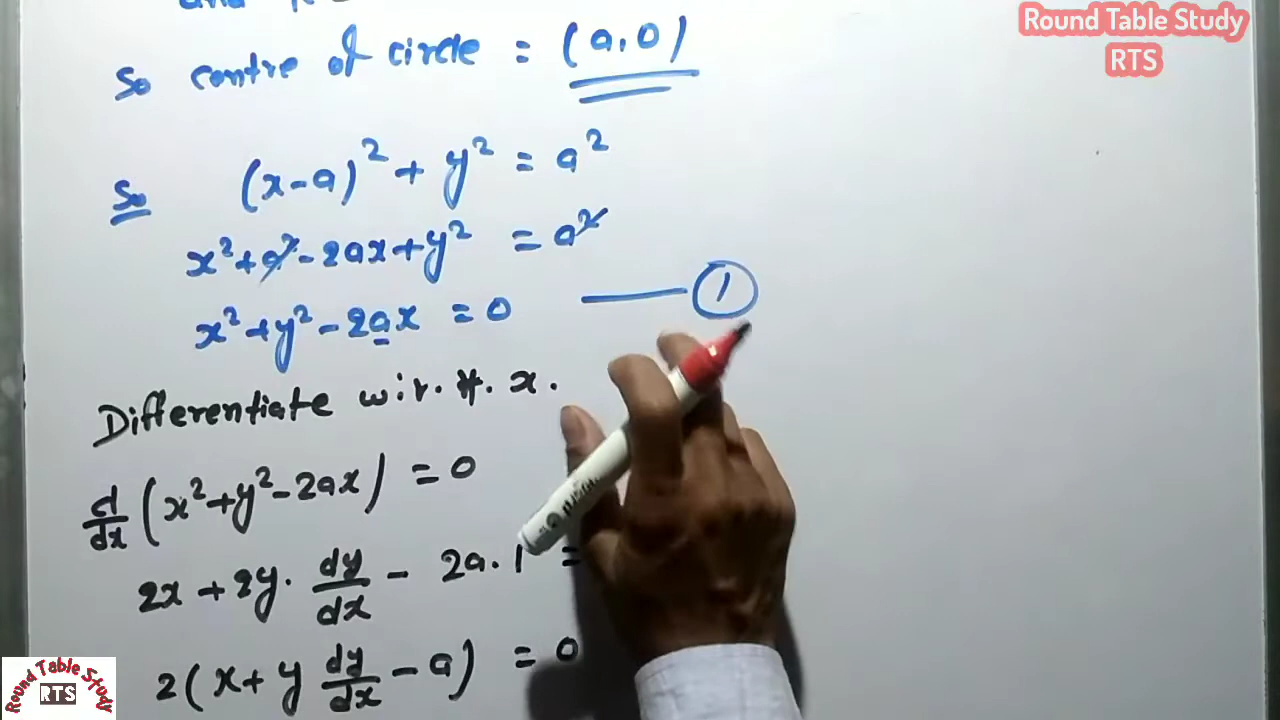 Round Table Study
RTS
and
So centre of circle = (a, 0)
So (x-a)² + y² = a²
x² + a² - 2ax + y² = a²
x² + y² - 2ax = 0 —— 1
Differentiate w.r.t. x.
d/dx (x² + y² - 2ax) = 0
2x + 2y. dy/dx - 2a.1 =
2(x + y dy/dx - a) = 0
Round Table Study
RTS